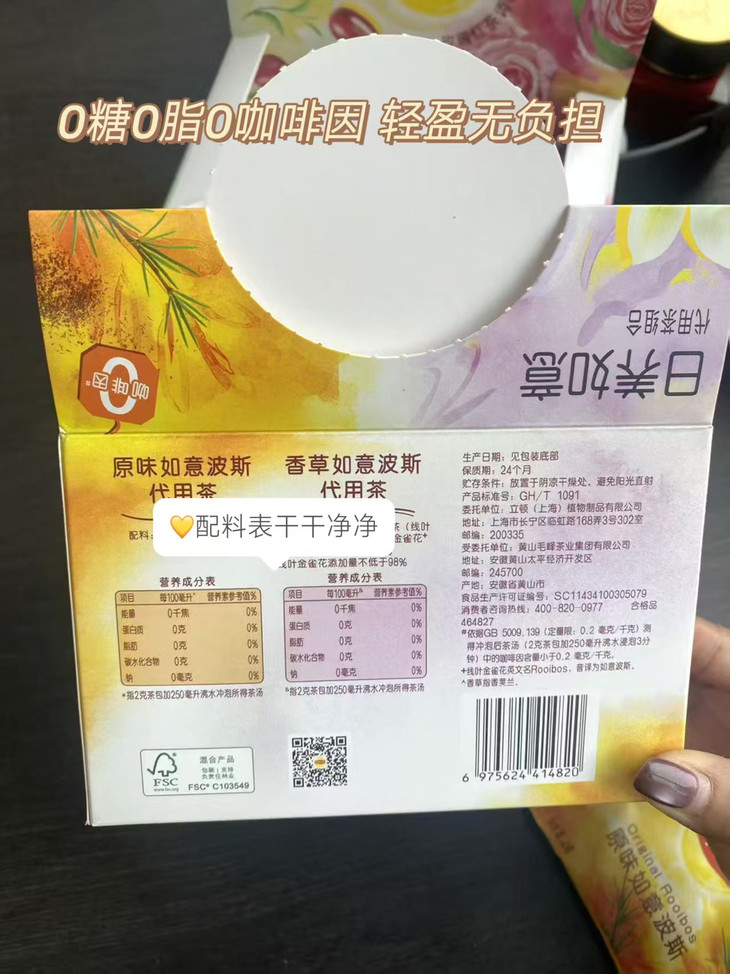 0糖0脂0咖啡因 轻盈无负担
代用茶组合
日养如意
0
咖啡因#
原味如意波斯
代用茶
配料:
香草如意波斯
代用茶
茶（线叶
金雀花+
线叶金雀花添加量不低于98%
💛配料表干干净净
营养成分表
项目 每100毫升* 营养素参考值%
能量 0千焦 0%
蛋白质 0克 0%
脂肪 0克 0%
碳水化合物 0克 0%
钠 0毫克 0%
*指2克茶包加250毫升沸水冲泡所得茶汤
营养成分表
项目 每100毫升& 营养素参考值%
能量 0千焦 0%
蛋白质 0克 0%
脂肪 0克 0%
碳水化合物 0克 0%
钠 0毫克 0%
&指2克茶包加250毫升沸水冲泡所得茶汤
生产日期：见包装底部
保质期：24个月
贮存条件：放置于阴凉干燥处，避免阳光直射
产品标准号：GH/T 1091
委托单位：立顿（上海）植物制品有限公司
地址：上海市长宁区临虹路168弄3号302室
邮编：200335
受委托单位：黄山毛峰茶业集团有限公司
地址：安徽黄山太平经济开发区
邮编：245700
产地：安徽省黄山市
食品生产许可证编号：SC11434100305079
消费者咨询热线：400-820-0977 合格品
464827
#依据GB 5009.139（定量限：0.2 毫克/千克）测
得冲泡后茶汤（2克茶包加250毫升沸水浸泡3分
钟）中的咖啡因含量小于0.2 毫克/千克。
+线叶金雀花英文名Rooibos，音译为如意波斯。
^香草指香荚兰。
FSC
www.fsc.org
混合产品
包装｜支持
负责任林业
FSC® C103549
6 975624 414820
Original Rooibos
原味如意波斯